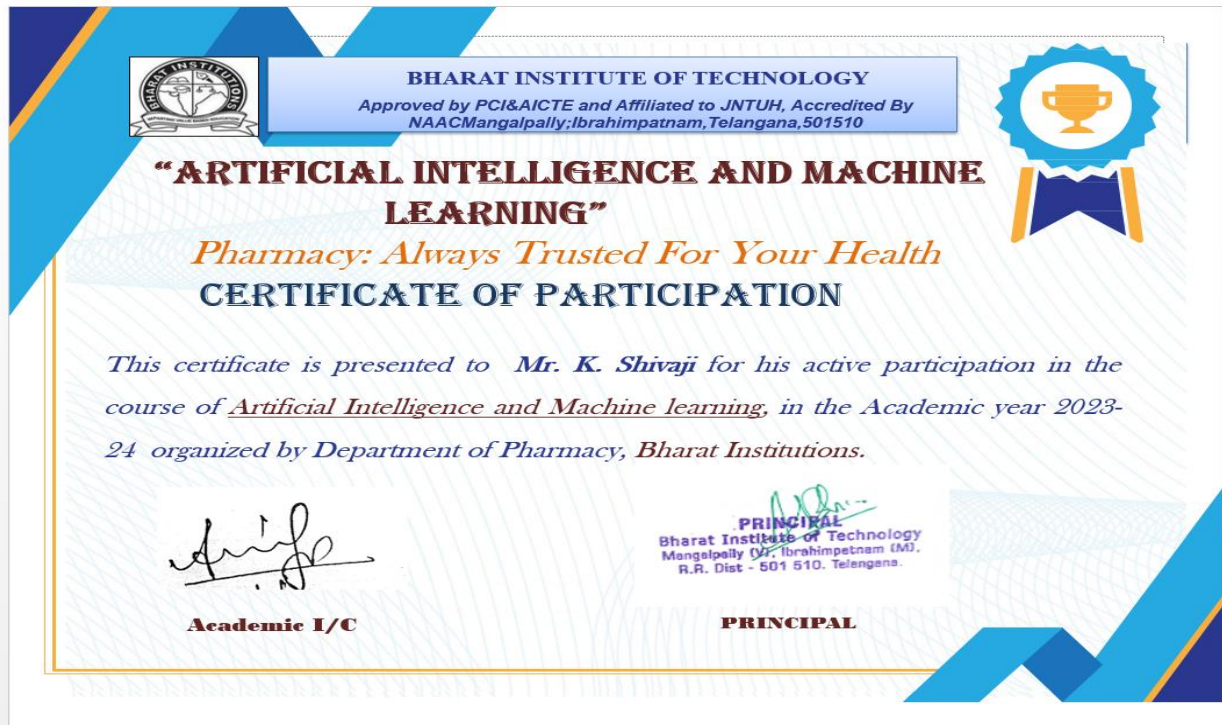 BHARAT INSTITUTIONS
BHARAT INSTITUTE OF TECHNOLOGY
Approved by PCI&AICTE and Affiliated to JNTUH, Accredited By
NAACMangalpally;Ibrahimpatnam,Telangana,501510
“ARTIFICIAL INTELLIGENCE AND MACHINE
LEARNING”
Pharmacy: Always Trusted For Your Health
CERTIFICATE OF PARTICIPATION
This certificate is presented to Mr. K. Shivaji for his active participation in the
course of Artificial Intelligence and Machine learning, in the Academic year 2023-
24 organized by Department of Pharmacy, Bharat Institutions.
PRINCIPAL
Bharat Institute of Technology
Mangalpally (V), Ibrahimpatnam (M),
R.R. Dist - 501 510. Telangana.
Academic I/C
PRINCIPAL